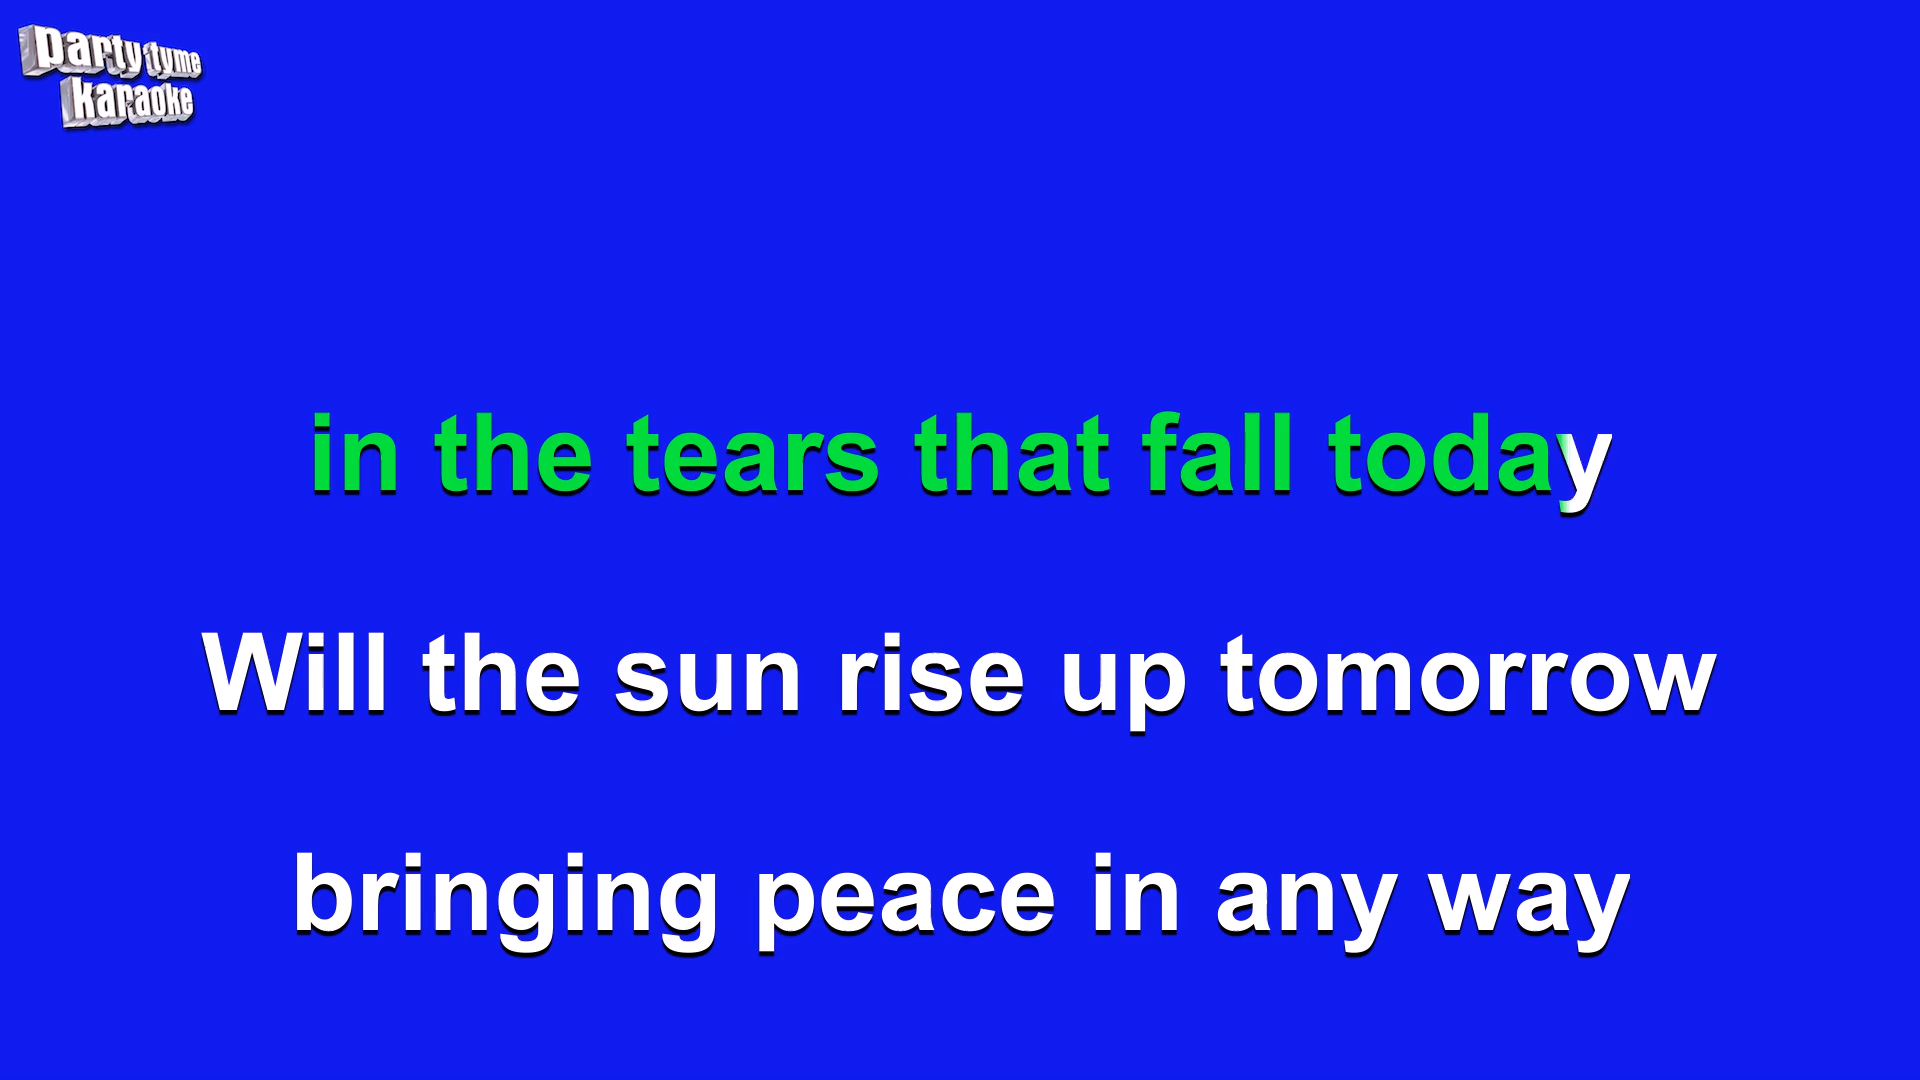 party tyme
karaoke
in the tears that fall today
Will the sun rise up tomorrow
bringing peace in any way